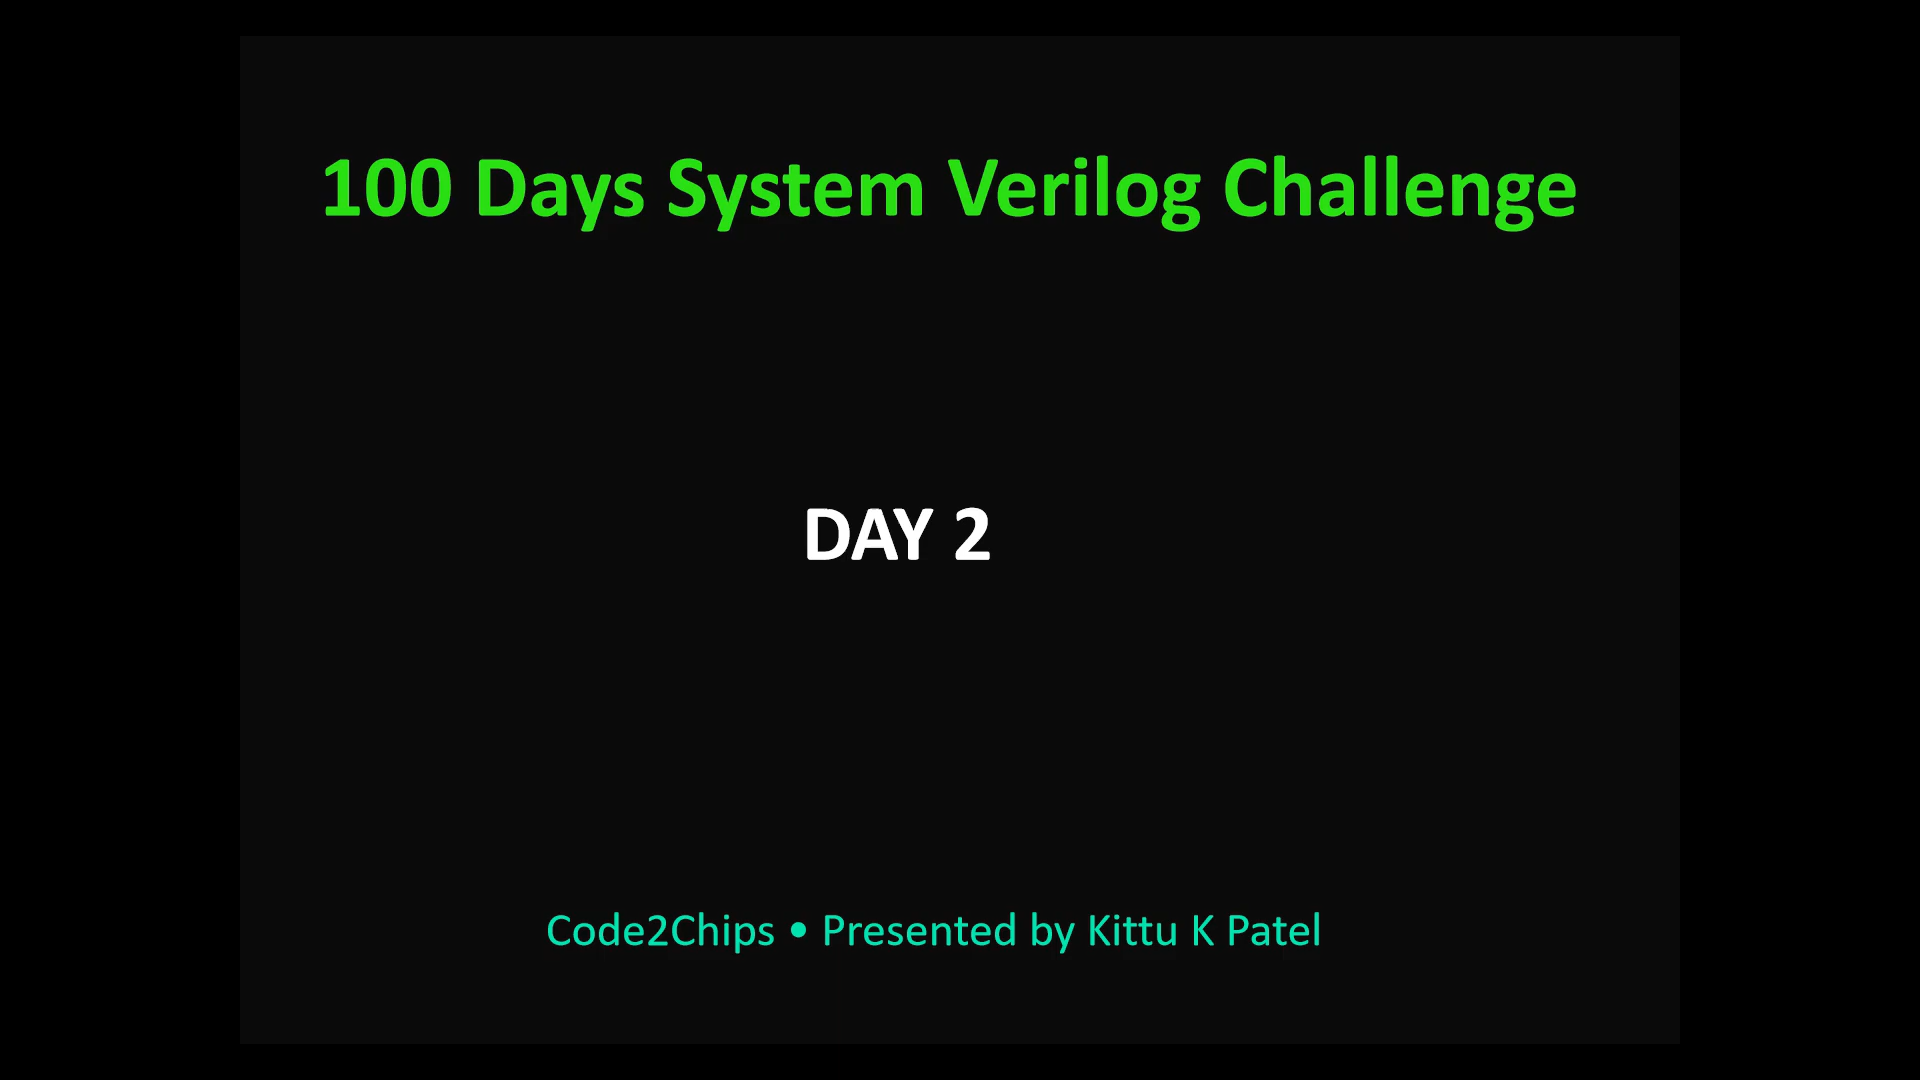 100 Days System Verilog Challenge
DAY 2
Code2Chips • Presented by Kittu K Patel